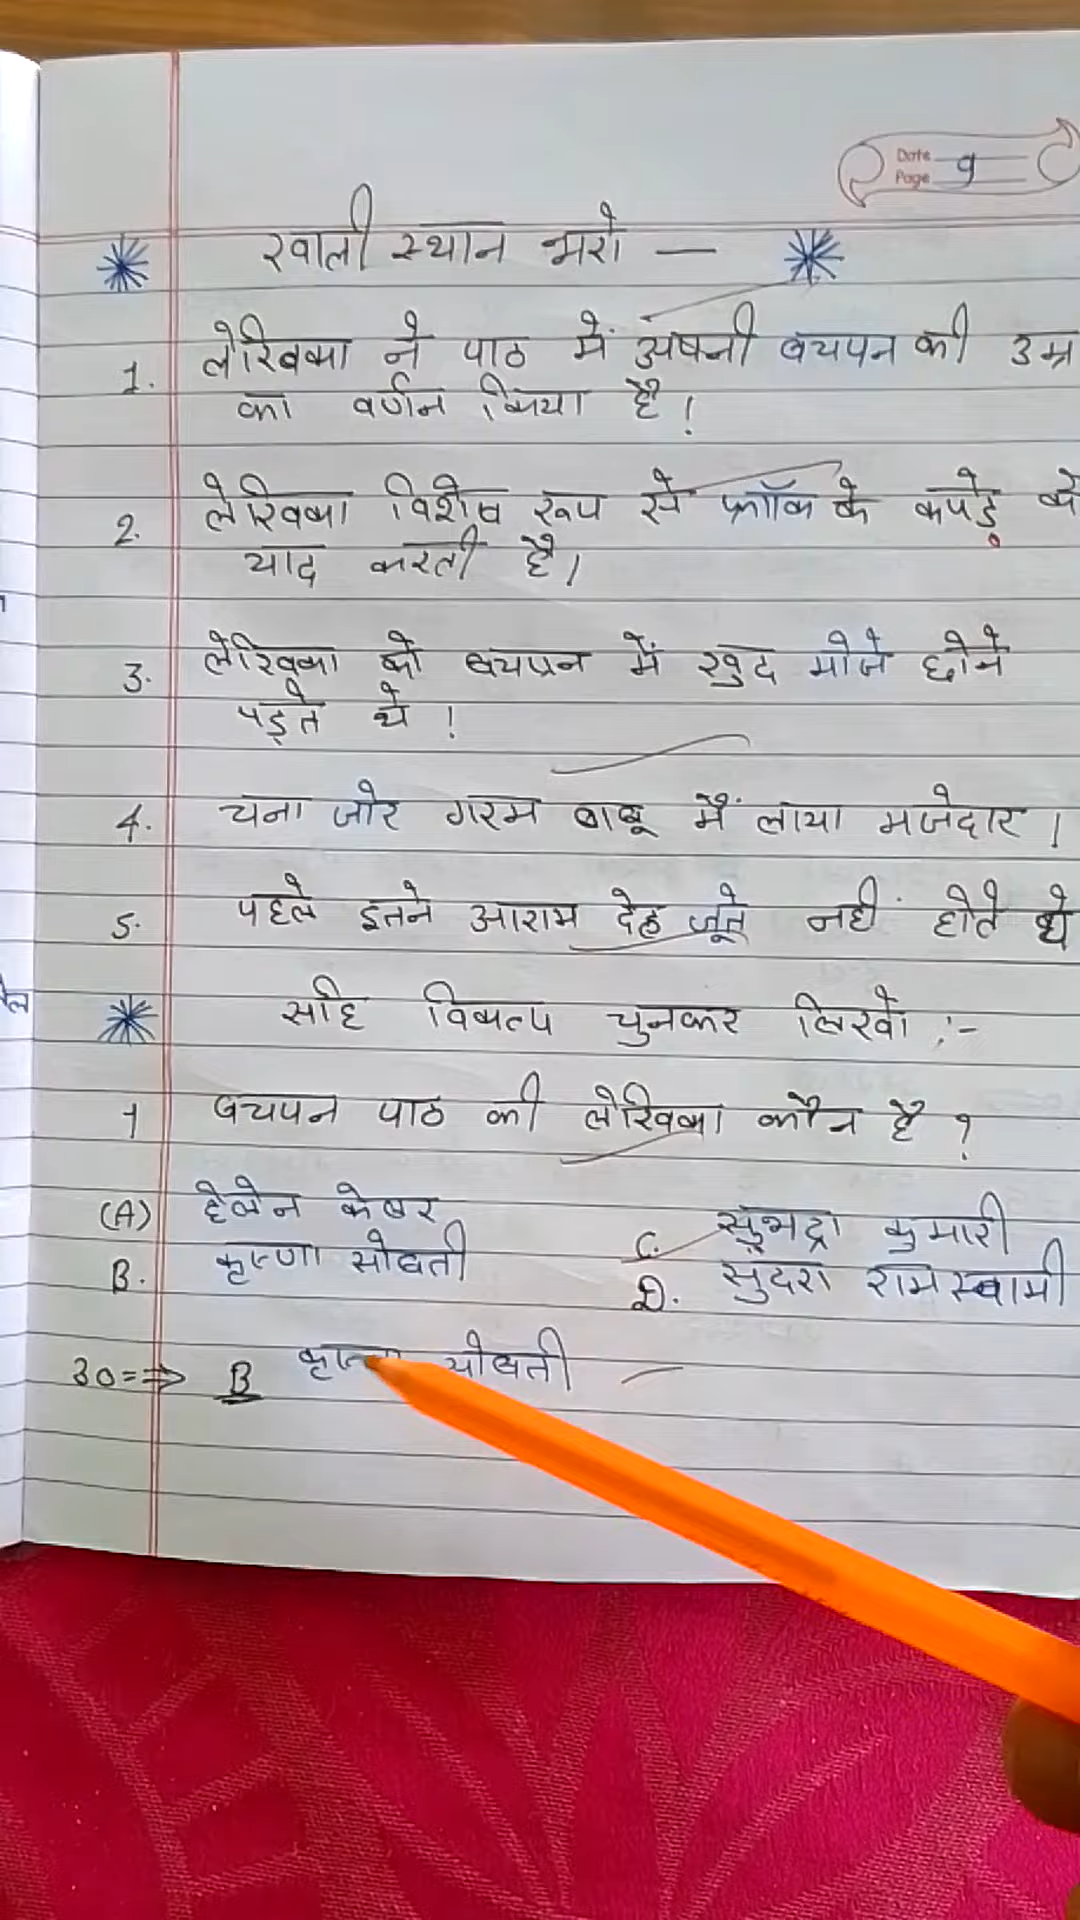 Date
Page 9
खाली स्थान भरो —
1. लेखिका ने पाठ में अपनी बचपन की उम्र
का वर्णन किया है !
2. लेखिका विशेष रूप से फ्रॉक के कपड़े को
याद करती है।
3. लेखिका को बचपन में खुद मोजे धोने
पड़ते थे !
4. चना जोर गरम बाबू मैं लाया मजेदार ।
5. पहले इतने आराम देह जूते नहीं होते थे
सहि विकल्प चुनकर लिखो :-
1 बचपन पाठ की लेखिका कौन है ?
(A) हेलेन केलर C. सुभद्रा कुमारी
B. कृष्णा सोबती D. सुंदरा रामस्वामी
उ०==> B सोबती